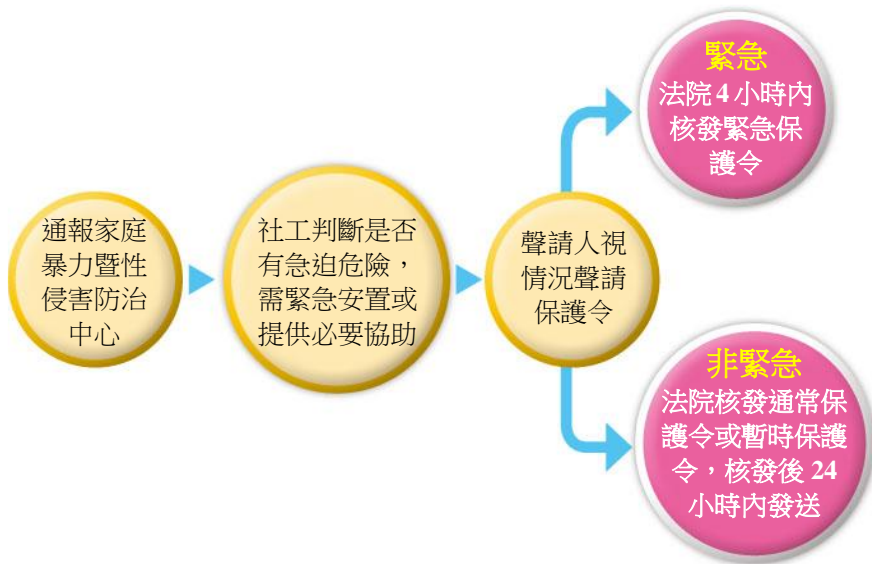 通報家庭
暴力暨性
侵害防治
中心
社工判斷是否
有急迫危險，
需緊急安置或
提供必要協助
聲請人視
情況聲請
保護令
緊急
法院 4 小時內
核發緊急保
護令
非緊急
法院核發通常保
護令或暫時保護
令，核發後 24
小時內發送